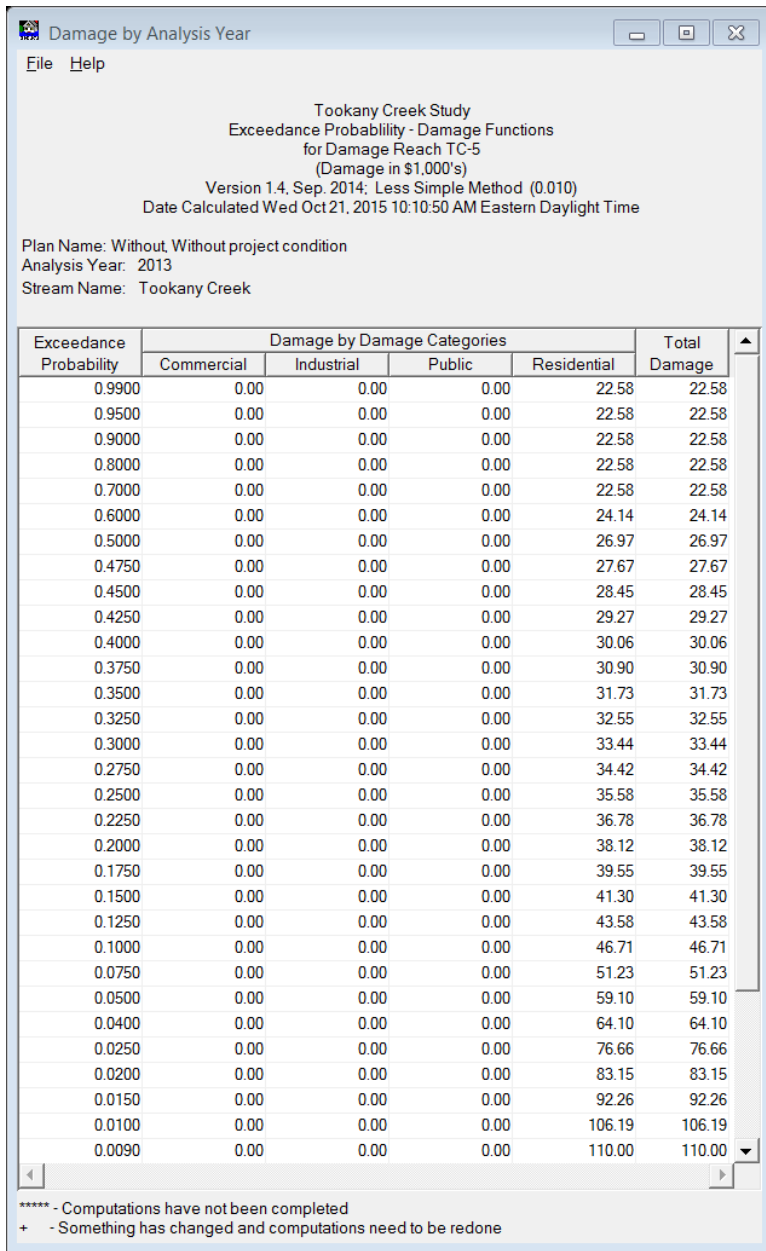 Damage by Analysis Year
File Help
Tookany Creek Study
Exceedance Probablility - Damage Functions
for Damage Reach TC-5
(Damage in $1,000's)
Version 1.4, Sep. 2014; Less Simple Method (0.010)
Date Calculated Wed Oct 21, 2015 10:10:50 AM Eastern Daylight Time
Plan Name: Without, Without project condition
Analysis Year: 2013
Stream Name: Tookany Creek
Exceedance Probability Damage by Damage Categories Total Damage
Commercial Industrial Public Residential
0.9900 0.00 0.00 0.00 22.58 22.58
0.9500 0.00 0.00 0.00 22.58 22.58
0.9000 0.00 0.00 0.00 22.58 22.58
0.8000 0.00 0.00 0.00 22.58 22.58
0.7000 0.00 0.00 0.00 22.58 22.58
0.6000 0.00 0.00 0.00 24.14 24.14
0.5000 0.00 0.00 0.00 26.97 26.97
0.4750 0.00 0.00 0.00 27.67 27.67
0.4500 0.00 0.00 0.00 28.45 28.45
0.4250 0.00 0.00 0.00 29.27 29.27
0.4000 0.00 0.00 0.00 30.06 30.06
0.3750 0.00 0.00 0.00 30.90 30.90
0.3500 0.00 0.00 0.00 31.73 31.73
0.3250 0.00 0.00 0.00 32.55 32.55
0.3000 0.00 0.00 0.00 33.44 33.44
0.2750 0.00 0.00 0.00 34.42 34.42
0.2500 0.00 0.00 0.00 35.58 35.58
0.2250 0.00 0.00 0.00 36.78 36.78
0.2000 0.00 0.00 0.00 38.12 38.12
0.1750 0.00 0.00 0.00 39.55 39.55
0.1500 0.00 0.00 0.00 41.30 41.30
0.1250 0.00 0.00 0.00 43.58 43.58
0.1000 0.00 0.00 0.00 46.71 46.71
0.0750 0.00 0.00 0.00 51.23 51.23
0.0500 0.00 0.00 0.00 59.10 59.10
0.0400 0.00 0.00 0.00 64.10 64.10
0.0250 0.00 0.00 0.00 76.66 76.66
0.0200 0.00 0.00 0.00 83.15 83.15
0.0150 0.00 0.00 0.00 92.26 92.26
0.0100 0.00 0.00 0.00 106.19 106.19
0.0090 0.00 0.00 0.00 110.00 110.00
***** - Computations have not been completed
+ - Something has changed and computations need to be redone